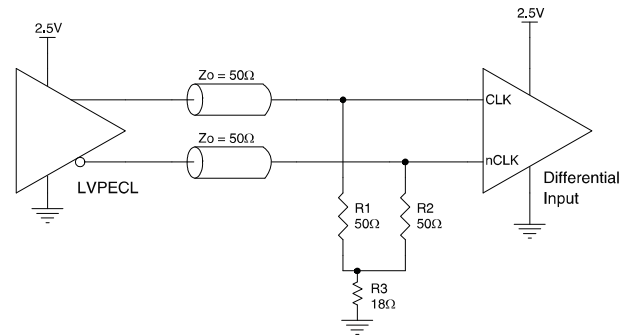 2.5V
2.5V
Zo = 50Ω
CLK
Zo = 50Ω
nCLK
LVPECL
Differential
Input
R1
50Ω
R2
50Ω
R3
18Ω